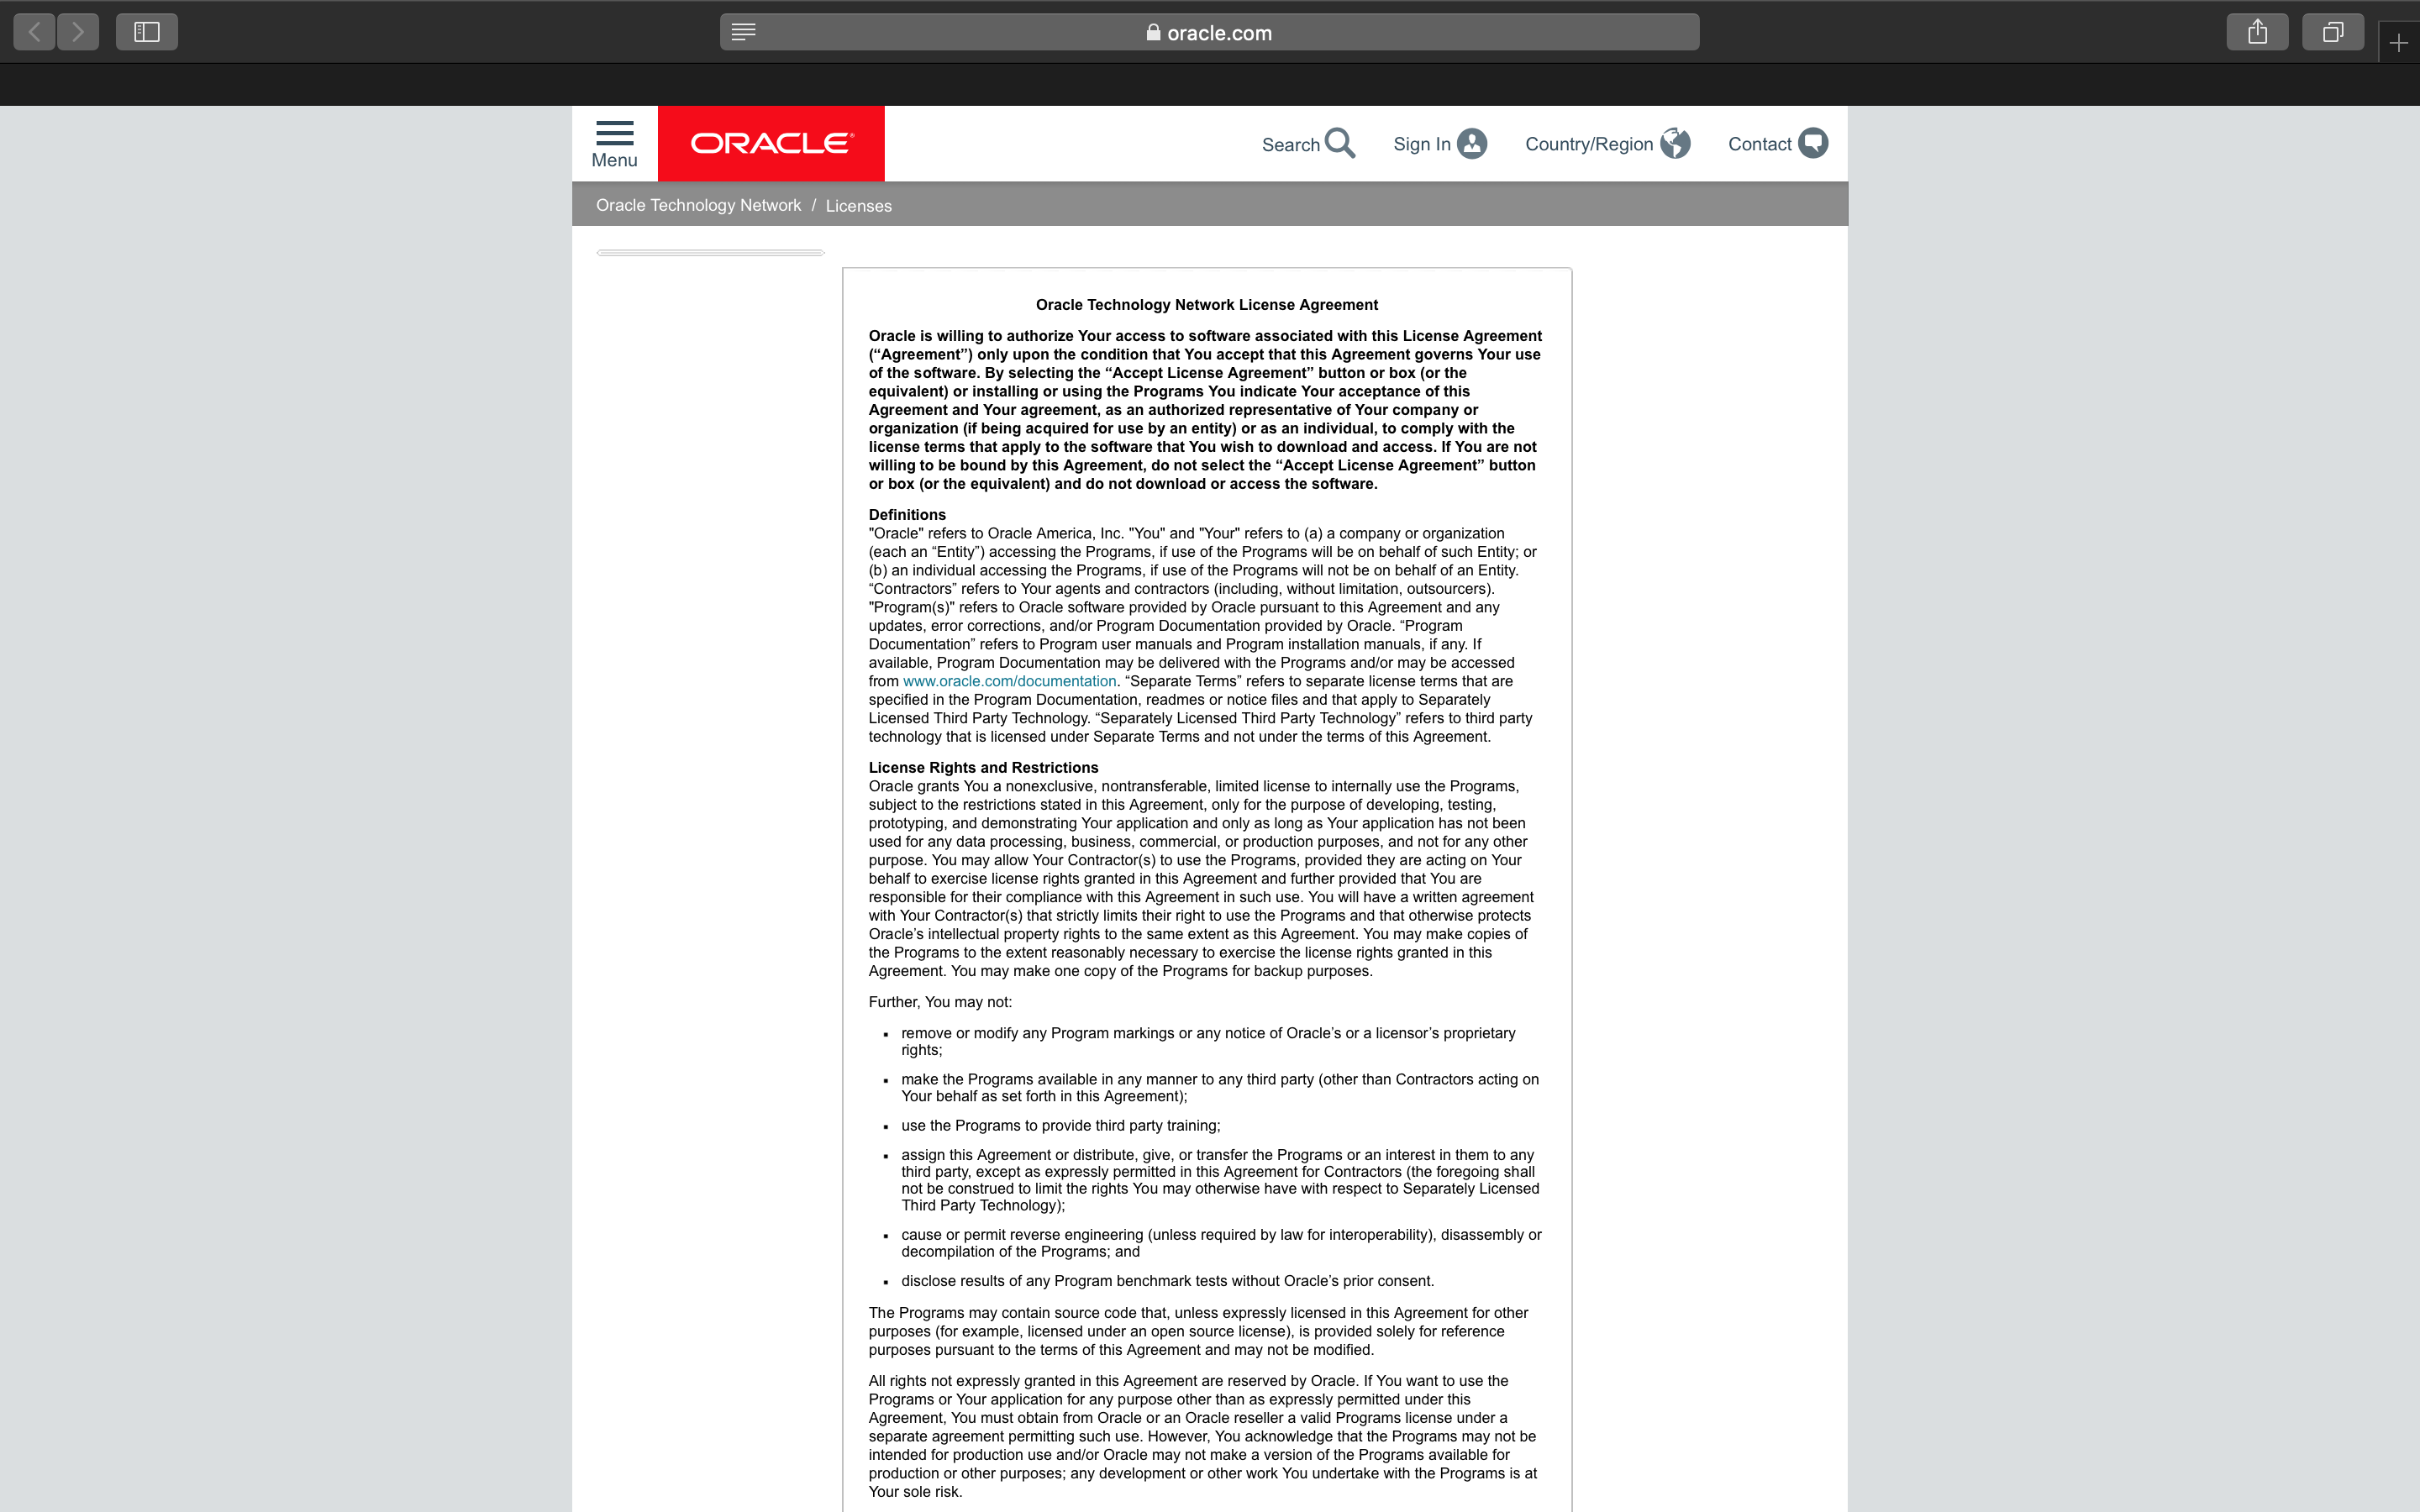 oracle.com
Menu
ORACLE®
Search
Sign In
Country/Region
Contact
Oracle Technology Network / Licenses
Oracle Technology Network License Agreement
Oracle is willing to authorize Your access to software associated with this License Agreement
(“Agreement”) only upon the condition that You accept that this Agreement governs Your use
of the software. By selecting the “Accept License Agreement” button or box (or the
equivalent) or installing or using the Programs You indicate Your acceptance of this
Agreement and Your agreement, as an authorized representative of Your company or
organization (if being acquired for use by an entity) or as an individual, to comply with the
license terms that apply to the software that You wish to download and access. If You are not
willing to be bound by this Agreement, do not select the “Accept License Agreement” button
or box (or the equivalent) and do not download or access the software.
Definitions
"Oracle" refers to Oracle America, Inc. "You" and "Your" refers to (a) a company or organization
(each an “Entity”) accessing the Programs, if use of the Programs will be on behalf of such Entity; or
(b) an individual accessing the Programs, if use of the Programs will not be on behalf of an Entity.
“Contractors” refers to Your agents and contractors (including, without limitation, outsourcers).
"Program(s)" refers to Oracle software provided by Oracle pursuant to this Agreement and any
updates, error corrections, and/or Program Documentation provided by Oracle. “Program
Documentation” refers to Program user manuals and Program installation manuals, if any. If
available, Program Documentation may be delivered with the Programs and/or may be accessed
from www.oracle.com/documentation. “Separate Terms” refers to separate license terms that are
specified in the Program Documentation, readmes or notice files and that apply to Separately
Licensed Third Party Technology. “Separately Licensed Third Party Technology” refers to third party
technology that is licensed under Separate Terms and not under the terms of this Agreement.
License Rights and Restrictions
Oracle grants You a nonexclusive, nontransferable, limited license to internally use the Programs,
subject to the restrictions stated in this Agreement, only for the purpose of developing, testing,
prototyping, and demonstrating Your application and only as long as Your application has not been
used for any data processing, business, commercial, or production purposes, and not for any other
purpose. You may allow Your Contractor(s) to use the Programs, provided they are acting on Your
behalf to exercise license rights granted in this Agreement and further provided that You are
responsible for their compliance with this Agreement in such use. You will have a written agreement
with Your Contractor(s) that strictly limits their right to use the Programs and that otherwise protects
Oracle’s intellectual property rights to the same extent as this Agreement. You may make copies of
the Programs to the extent reasonably necessary to exercise the license rights granted in this
Agreement. You may make one copy of the Programs for backup purposes.
Further, You may not:
▪ remove or modify any Program markings or any notice of Oracle’s or a licensor’s proprietary
rights;
▪ make the Programs available in any manner to any third party (other than Contractors acting on
Your behalf as set forth in this Agreement);
▪ use the Programs to provide third party training;
▪ assign this Agreement or distribute, give, or transfer the Programs or an interest in them to any
third party, except as expressly permitted in this Agreement for Contractors (the foregoing shall
not be construed to limit the rights You may otherwise have with respect to Separately Licensed
Third Party Technology);
▪ cause or permit reverse engineering (unless required by law for interoperability), disassembly or
decompilation of the Programs; and
▪ disclose results of any Program benchmark tests without Oracle’s prior consent.
The Programs may contain source code that, unless expressly licensed in this Agreement for other
purposes (for example, licensed under an open source license), is provided solely for reference
purposes pursuant to the terms of this Agreement and may not be modified.
All rights not expressly granted in this Agreement are reserved by Oracle. If You want to use the
Programs or Your application for any purpose other than as expressly permitted under this
Agreement, You must obtain from Oracle or an Oracle reseller a valid Programs license under a
separate agreement permitting such use. However, You acknowledge that the Programs may not be
intended for production use and/or Oracle may not make a version of the Programs available for
production or other purposes; any development or other work You undertake with the Programs is at
Your sole risk.